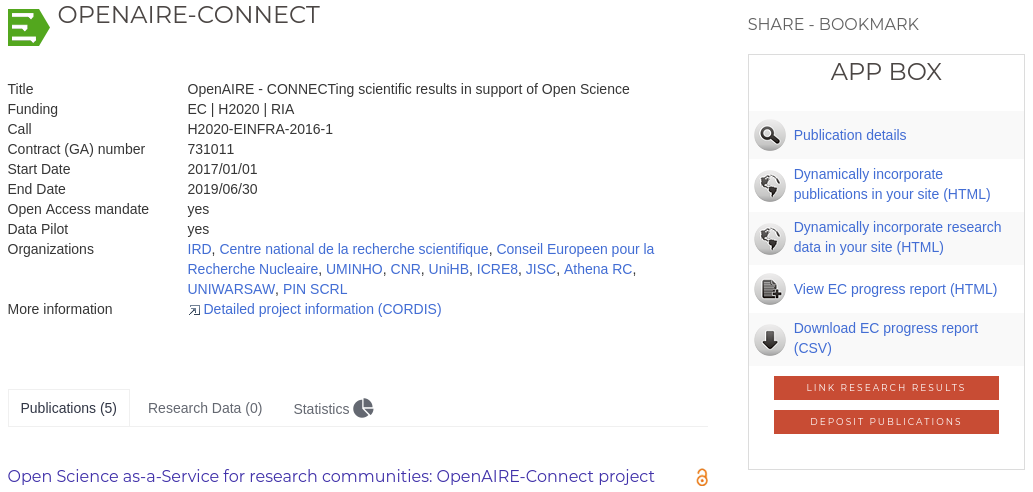 OPENAIRE-CONNECT
Title OpenAIRE - CONNECTing scientific results in support of Open Science
Funding EC | H2020 | RIA
Call H2020-EINFRA-2016-1
Contract (GA) number 731011
Start Date 2017/01/01
End Date 2019/06/30
Open Access mandate yes
Data Pilot yes
Organizations IRD, Centre national de la recherche scientifique, Conseil Europeen pour la
Recherche Nucleaire, UMINHO, CNR, UniHB, ICRE8, JISC, Athena RC,
UNIWARSAW, PIN SCRL
More information Detailed project information (CORDIS)
Publications (5) Research Data (0) Statistics
Open Science as-a-Service for research communities: OpenAIRE-Connect project
SHARE - BOOKMARK
APP BOX
Publication details
Dynamically incorporate
publications in your site (HTML)
Dynamically incorporate research
data in your site (HTML)
View EC progress report (HTML)
Download EC progress report
(CSV)
LINK RESEARCH RESULTS
DEPOSIT PUBLICATIONS